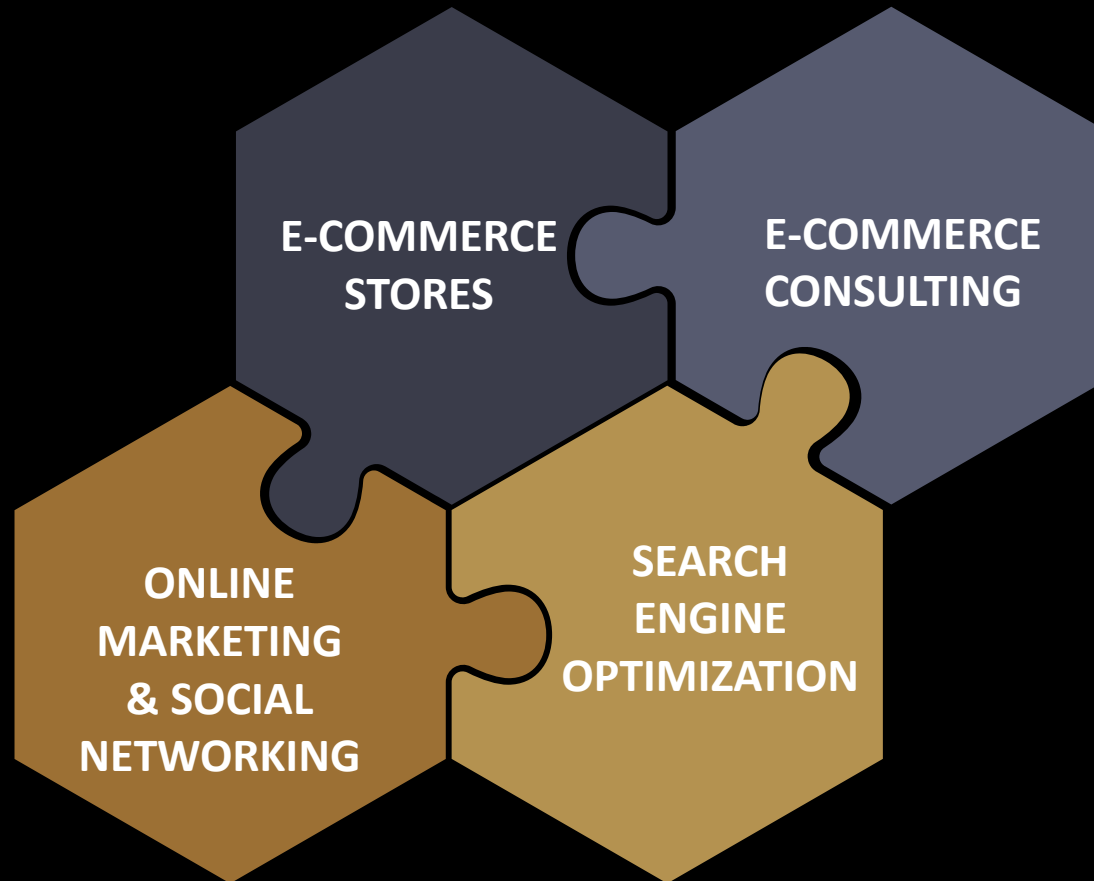 E-COMMERCE
STORES
E-COMMERCE
CONSULTING
ONLINE
MARKETING
& SOCIAL
NETWORKING
SEARCH
ENGINE
OPTIMIZATION